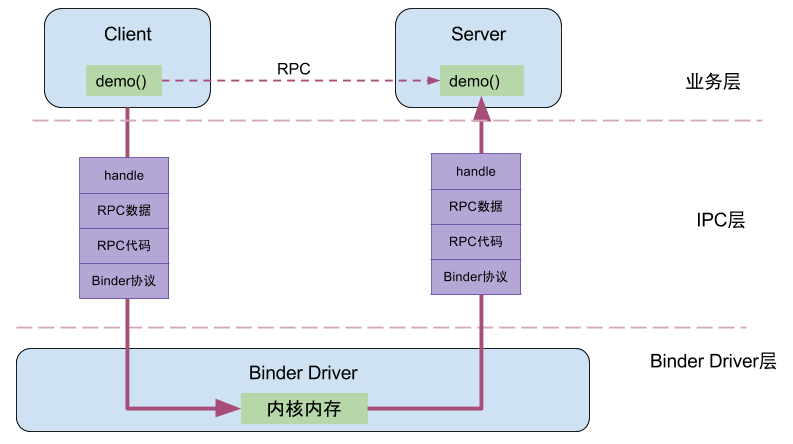 Client
Server
demo()
RPC
demo()
业务层
handle
RPC数据
RPC代码
Binder协议
handle
RPC数据
RPC代码
Binder协议
IPC层
Binder Driver
内核内存
Binder Driver层